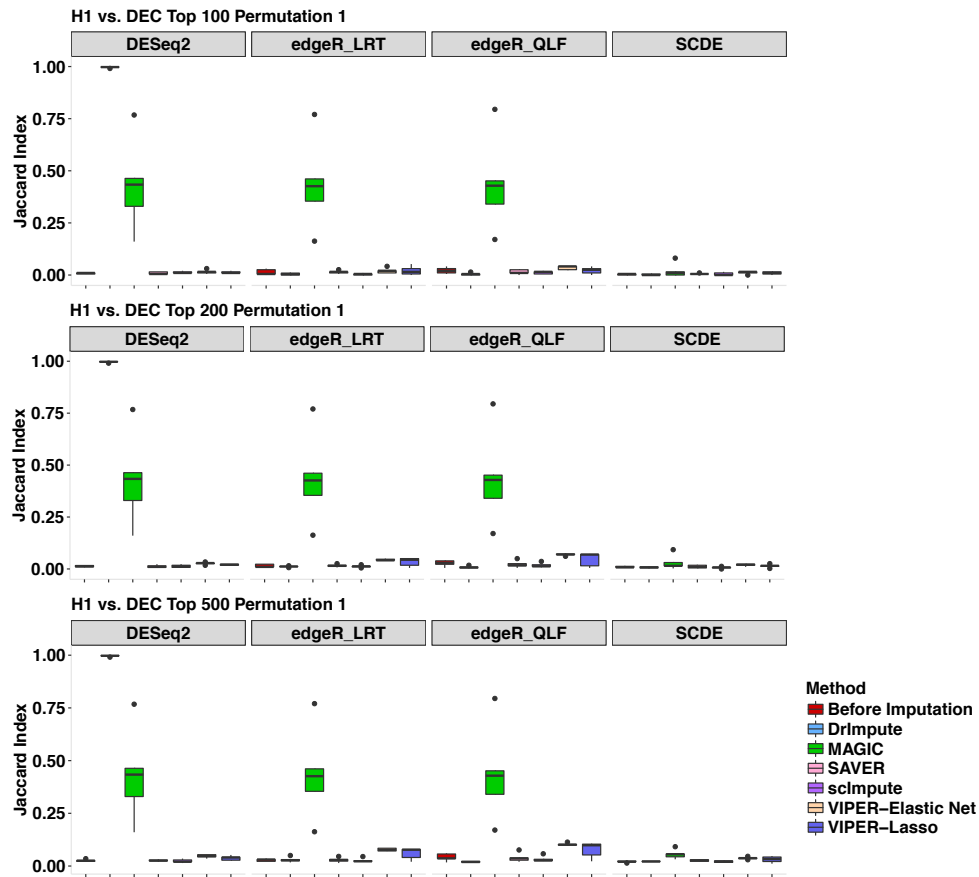 H1 vs. DEC Top 100 Permutation 1
DESeq2
edgeR_LRT
edgeR_QLF
SCDE
Jaccard Index
1.00
0.75
0.50
0.25
0.00
H1 vs. DEC Top 200 Permutation 1
DESeq2
edgeR_LRT
edgeR_QLF
SCDE
Jaccard Index
1.00
0.75
0.50
0.25
0.00
H1 vs. DEC Top 500 Permutation 1
DESeq2
edgeR_LRT
edgeR_QLF
SCDE
Jaccard Index
1.00
0.75
0.50
0.25
0.00
Method
Before Imputation
DrImpute
MAGIC
SAVER
scImpute
VIPER−Elastic Net
VIPER−Lasso